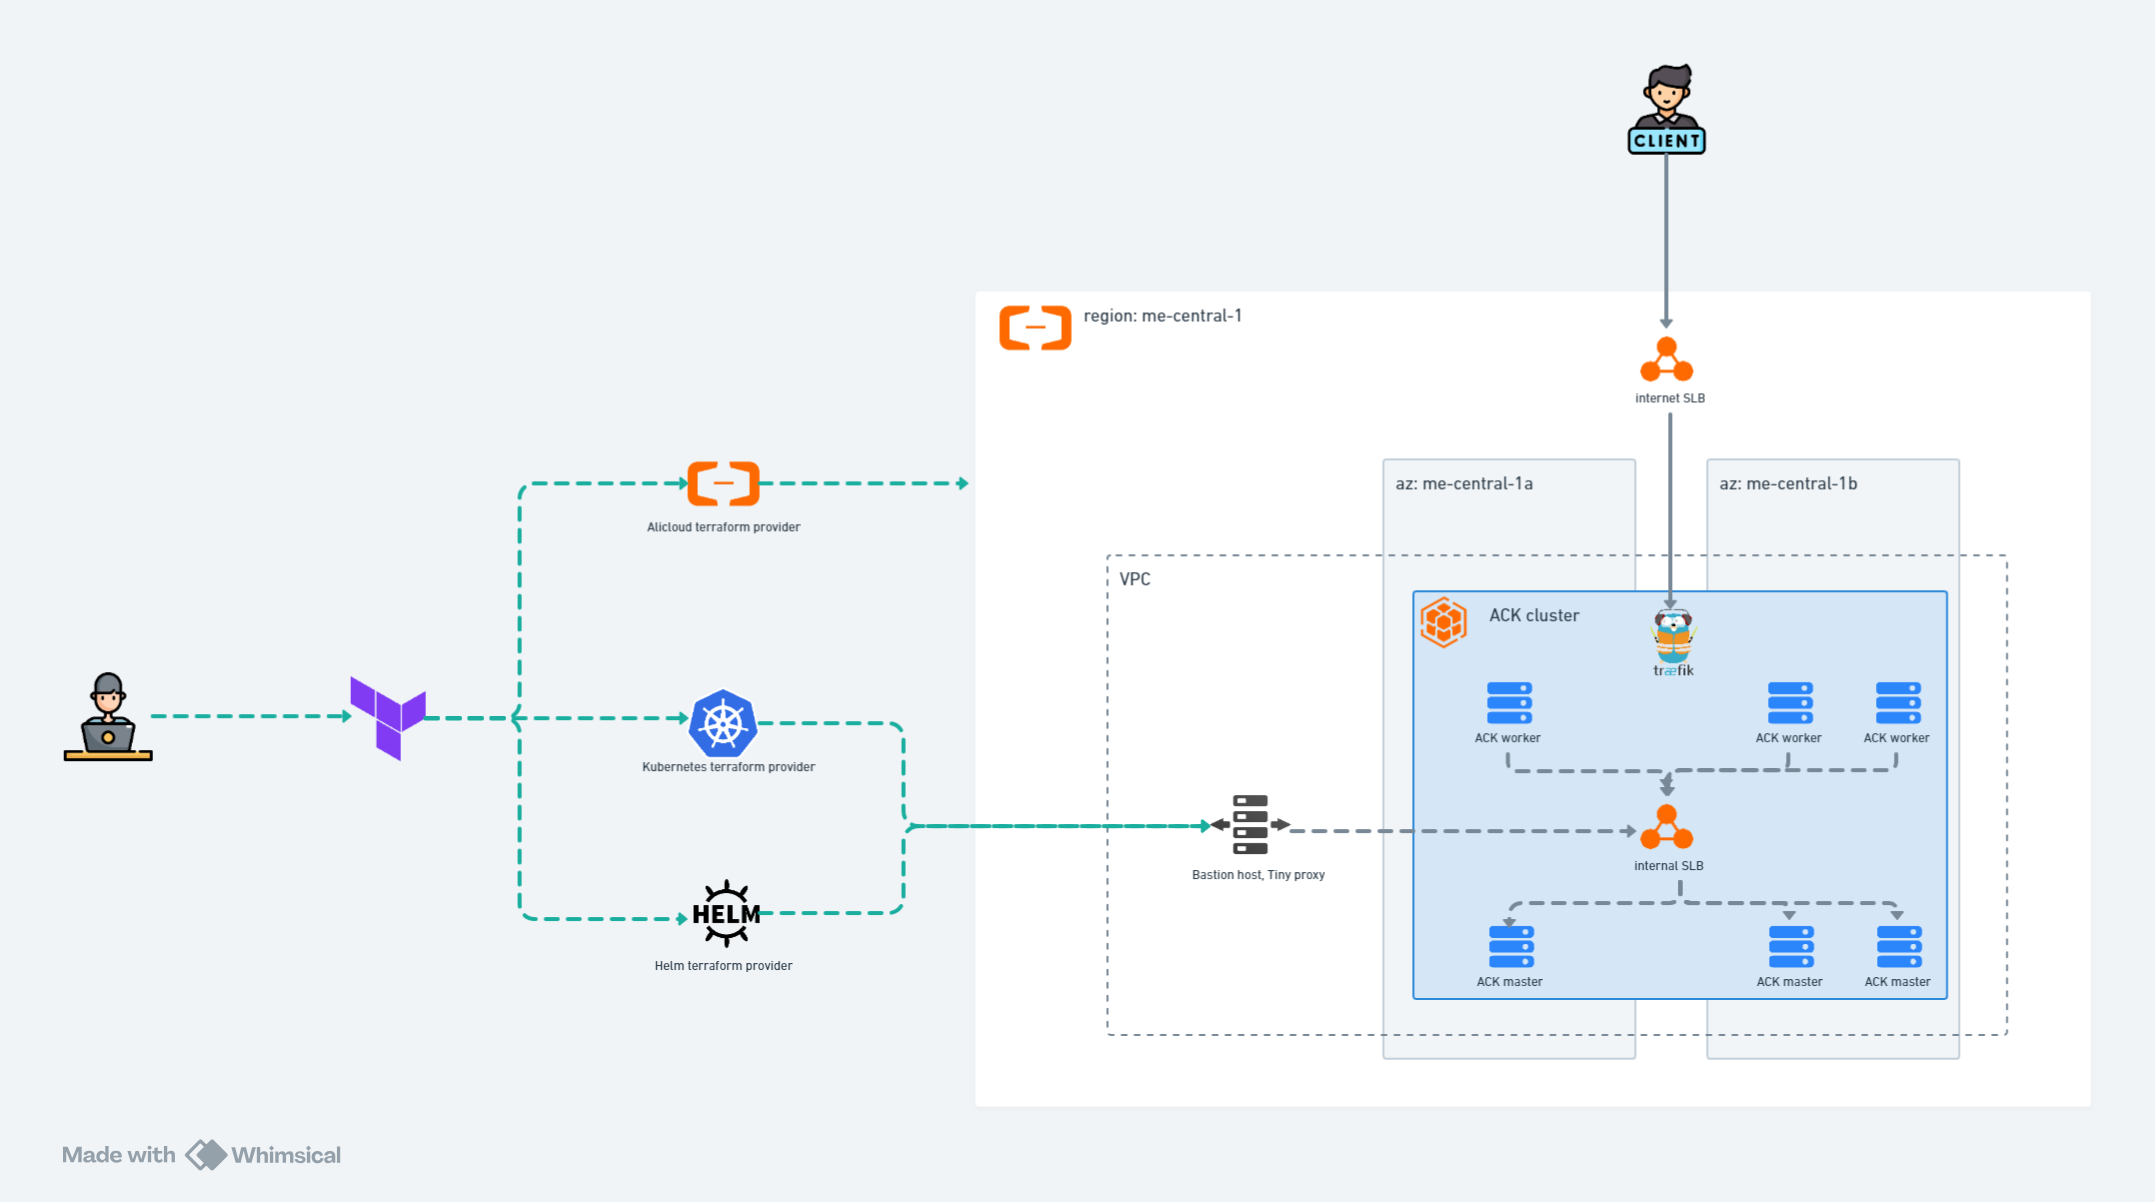 CLIENT
region: me-central-1
internet SLB
az: me-central-1a
az: me-central-1b
Alicloud terraform provider
VPC
ACK cluster
træfik
ACK worker
ACK worker
ACK worker
Kubernetes terraform provider
internal SLB
Bastion host, Tiny proxy
HELM
Helm terraform provider
ACK master
ACK master
ACK master
Made with Whimsical